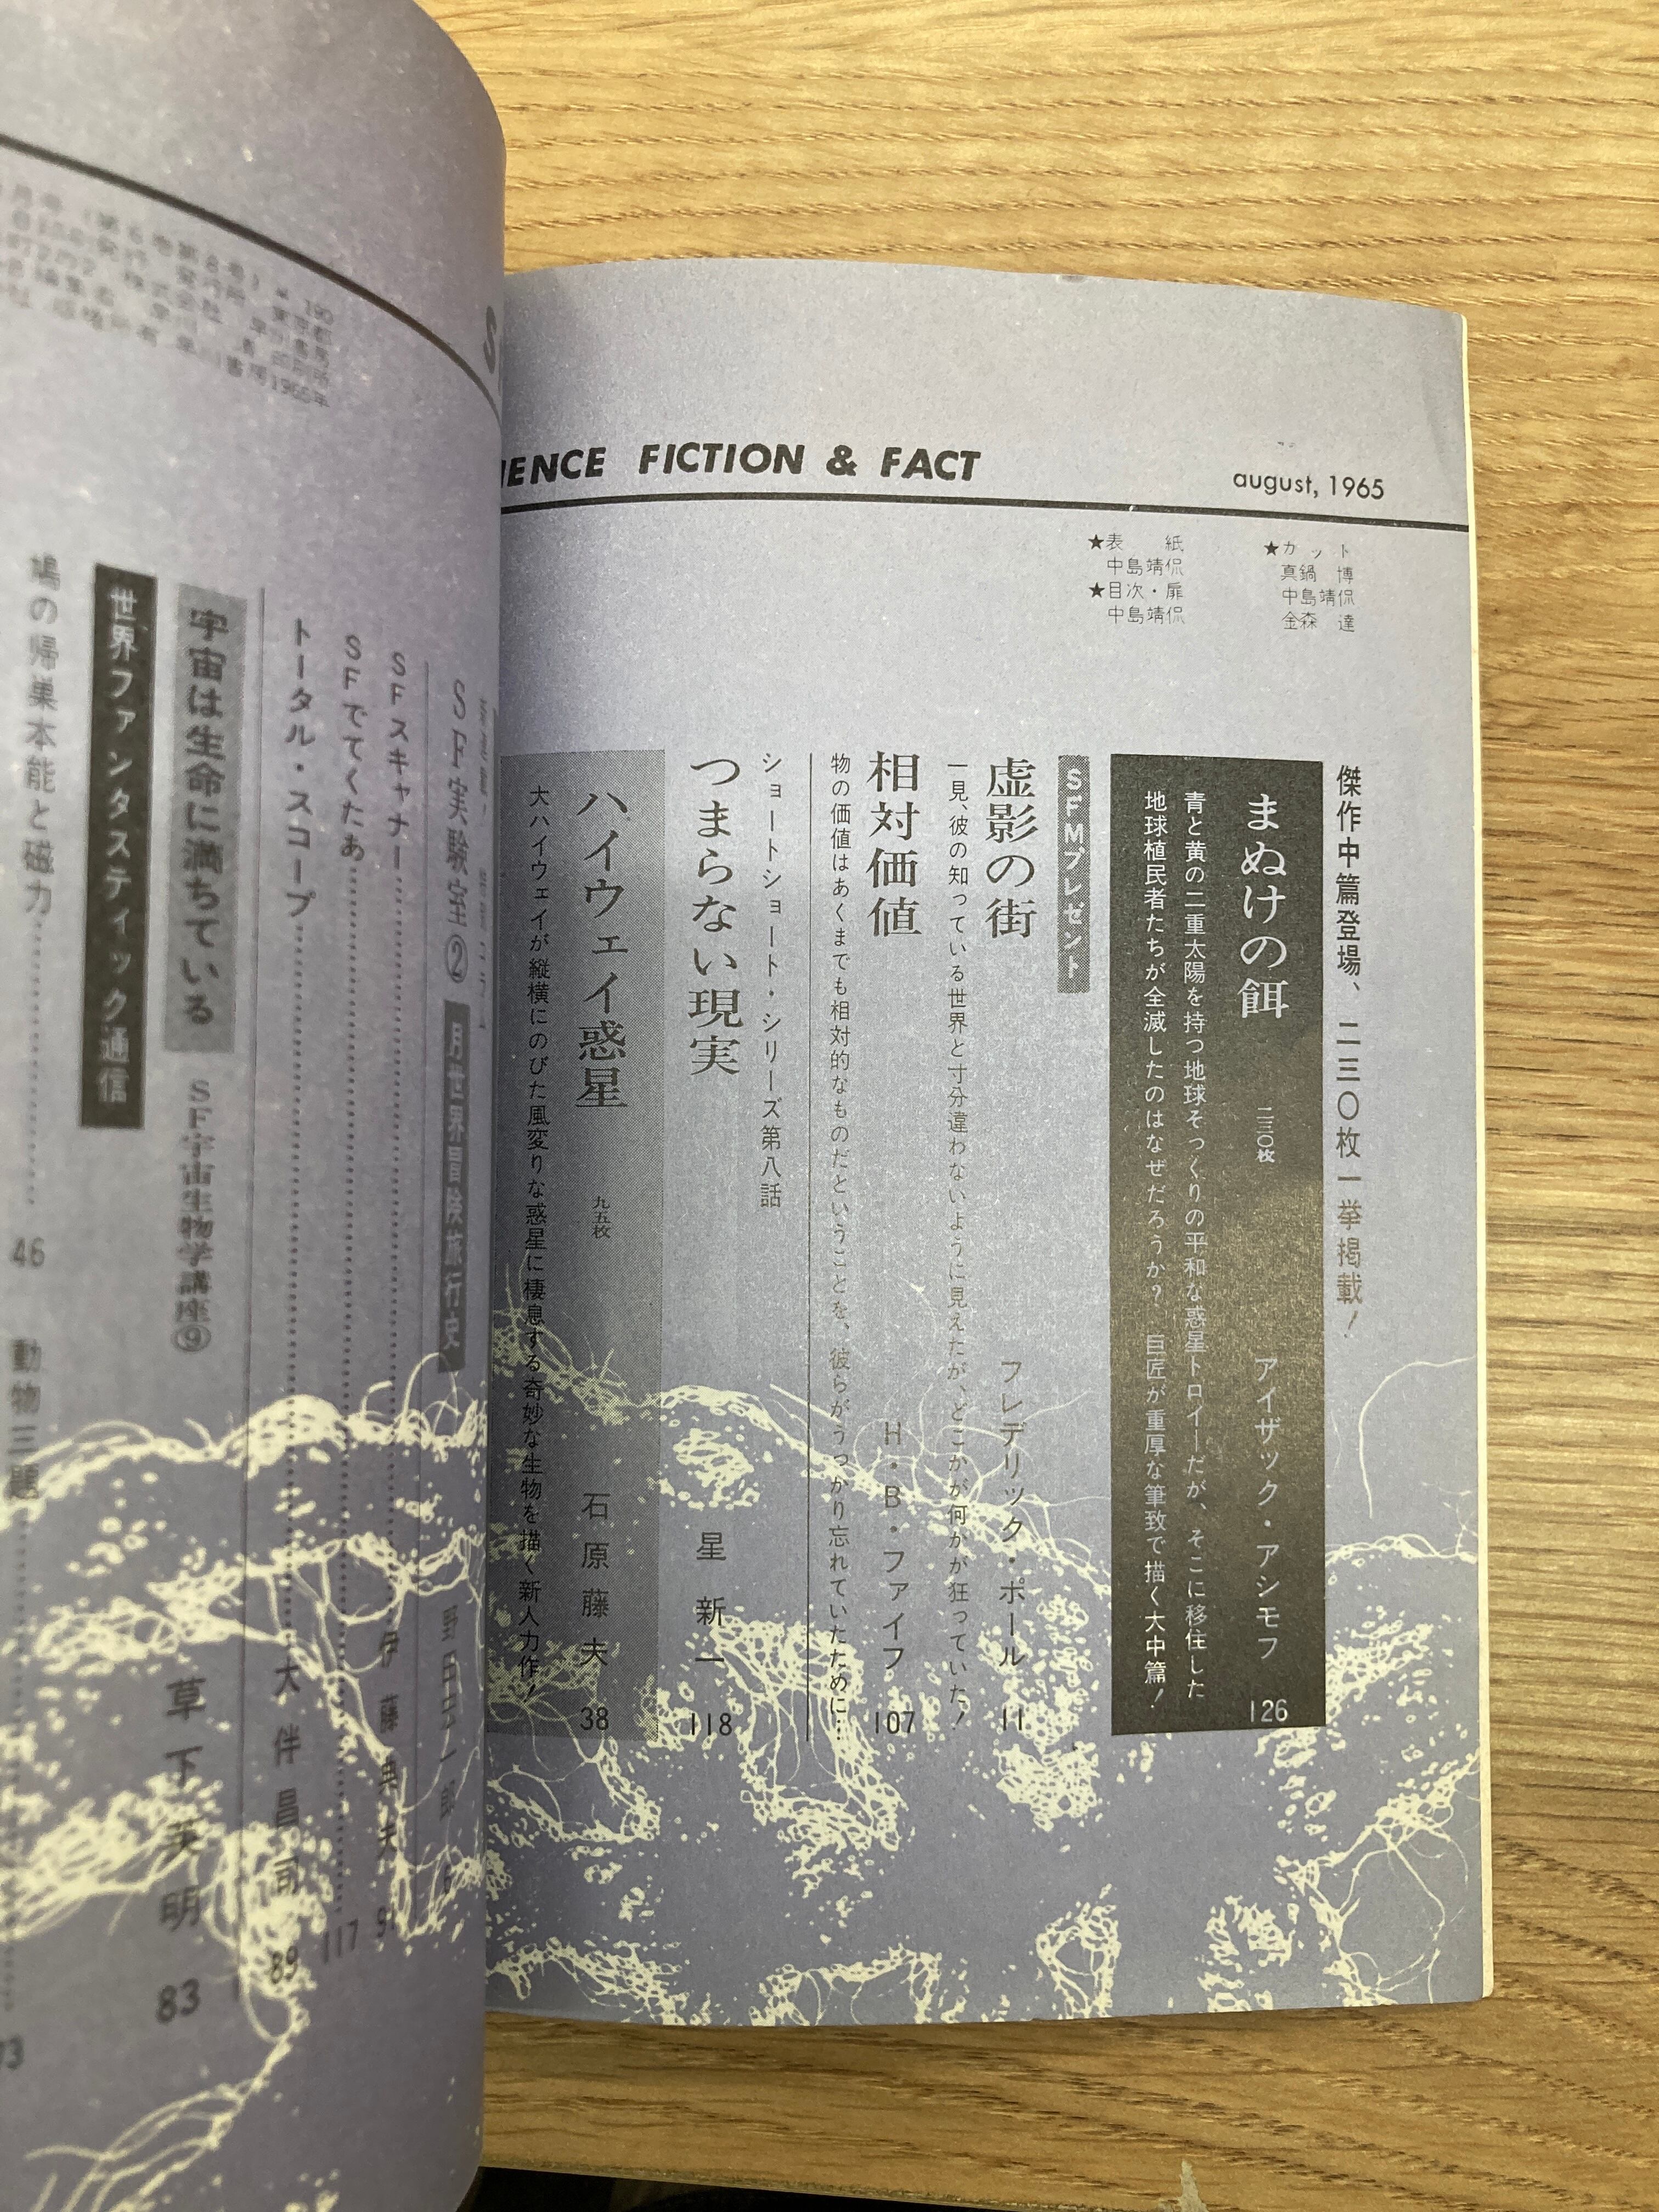 SCIENCE FICTION & FACT
august, 1965
★カット
真鍋 博
中島靖侃
金森 達
★表 紙
中島靖侃
★目次・扉
中島靖侃
傑作中篇登場、二三〇枚一挙掲載!
まぬけの餌 二三〇枚 アイザック・アシモフ 126
青と黄の二重太陽を持つ地球そっくりの平和な惑星トロイーだが、そこに移住した
地球植民者たちが全滅したのはなぜだろうか? 巨匠が重厚な筆致で描く大中篇!
SFMプレゼント
虚影の街 フレデリック・ポール 11
一見、彼の知っている世界と寸分違わないように見えたが、どこかが何かが狂っていた!
相対価値 H・B・ファイフ 107
物の価値はあくまでも相対的なものだということを、彼らがうっかり忘れていたために…
ショートショート・シリーズ第八話
つまらない現実 星 新 一 118
ハイウェイ惑星 九五枚 石 原 藤 夫 38
大ハイウェイが縦横にのびた風変りな惑星に棲息する奇妙な生物を描く新人力作!
SF実験室② 月世界冒険旅行史 野田宏一郎
SFスキャナー 伊 藤 典 夫
SFでてくたあ 117
トータル・スコープ 大 伴 昌 司 89
宇宙は生命に満ちている SF宇宙生物学講座⑨ 草 下 英 明 83
世界ファンタスティック通信
鳩の帰巣本能と磁力 46 動物三題